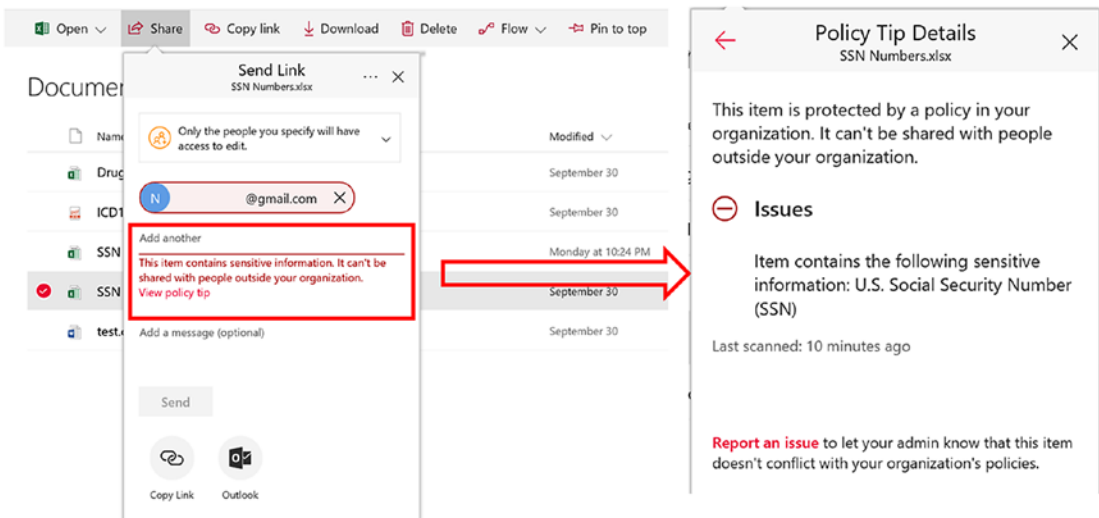 Open
Share
Copy link
Download
Delete
Flow
Pin to top
Send Link
SSN Numbers.xlsx
Only the people you specify will have
access to edit.
N
@gmail.com
Add another
This item contains sensitive information. It can't be
shared with people outside your organization.
View policy tip
Add a message (optional)
Send
Copy Link
Outlook
Modified
September 30
September 30
Monday at 10:24 PM
September 30
September 30
SSN
SSN
Policy Tip Details
SSN Numbers.xlsx
This item is protected by a policy in your
organization. It can't be shared with people
outside your organization.
Issues
Item contains the following sensitive
information: U.S. Social Security Number
(SSN)
Last scanned: 10 minutes ago
Report an issue to let your admin know that this item
doesn't conflict with your organization's policies.